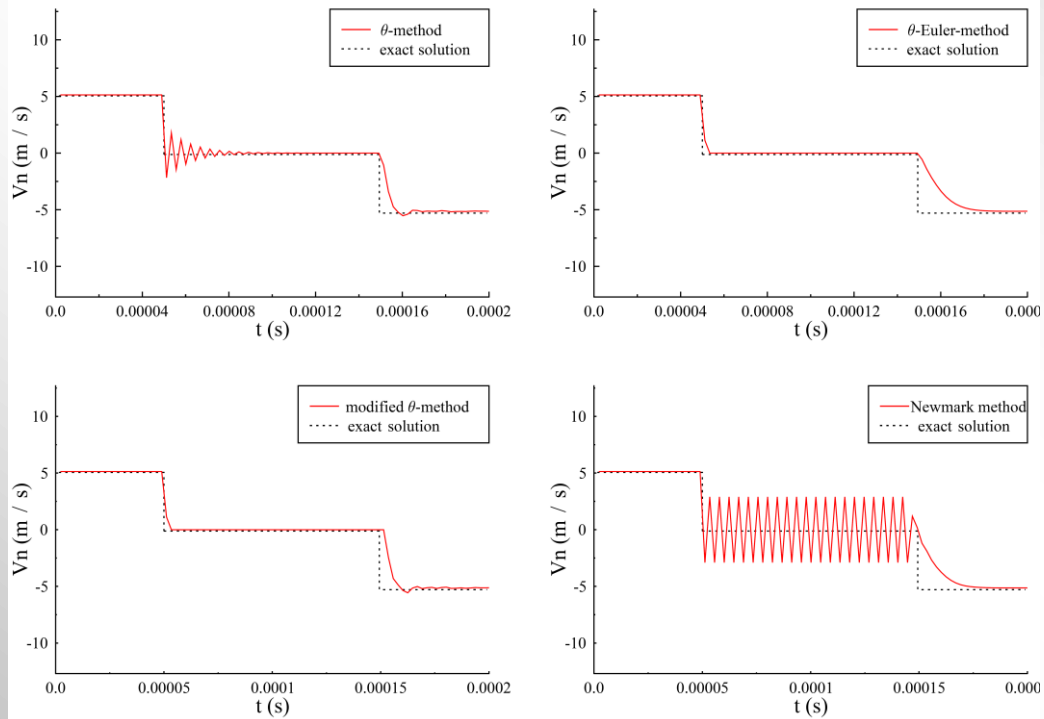 θ-method
exact solution
10
5
0
-5
-10
Vn (m / s)
0.0 0.00004 0.00008 0.00012 0.00016 0.0002
t (s)
θ-Euler-method
exact solution
10
5
0
-5
-10
Vn (m / s)
0.0 0.00004 0.00008 0.00012 0.00016 0.000
t (s)
modified θ-method
exact solution
10
5
0
-5
-10
Vn (m / s)
0.0 0.00005 0.0001 0.00015 0.0002
t (s)
Newmark method
exact solution
10
5
0
-5
-10
Vn (m / s)
0.0 0.00005 0.0001 0.00015 0.000
t (s)